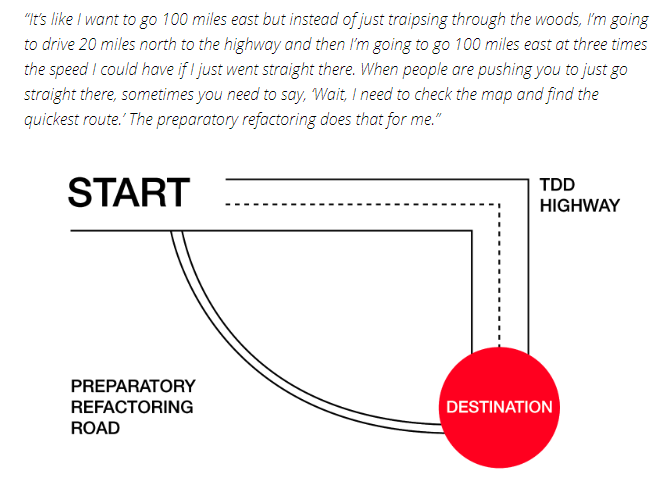 “It’s like I want to go 100 miles east but instead of just traipsing through the woods, I’m going
to drive 20 miles north to the highway and then I’m going to go 100 miles east at three times
the speed I could have if I just went straight there. When people are pushing you to just go
straight there, sometimes you need to say, ‘Wait, I need to check the map and find the
quickest route.’ The preparatory refactoring does that for me.”
START
TDD
HIGHWAY
PREPARATORY
REFACTORING
ROAD
DESTINATION